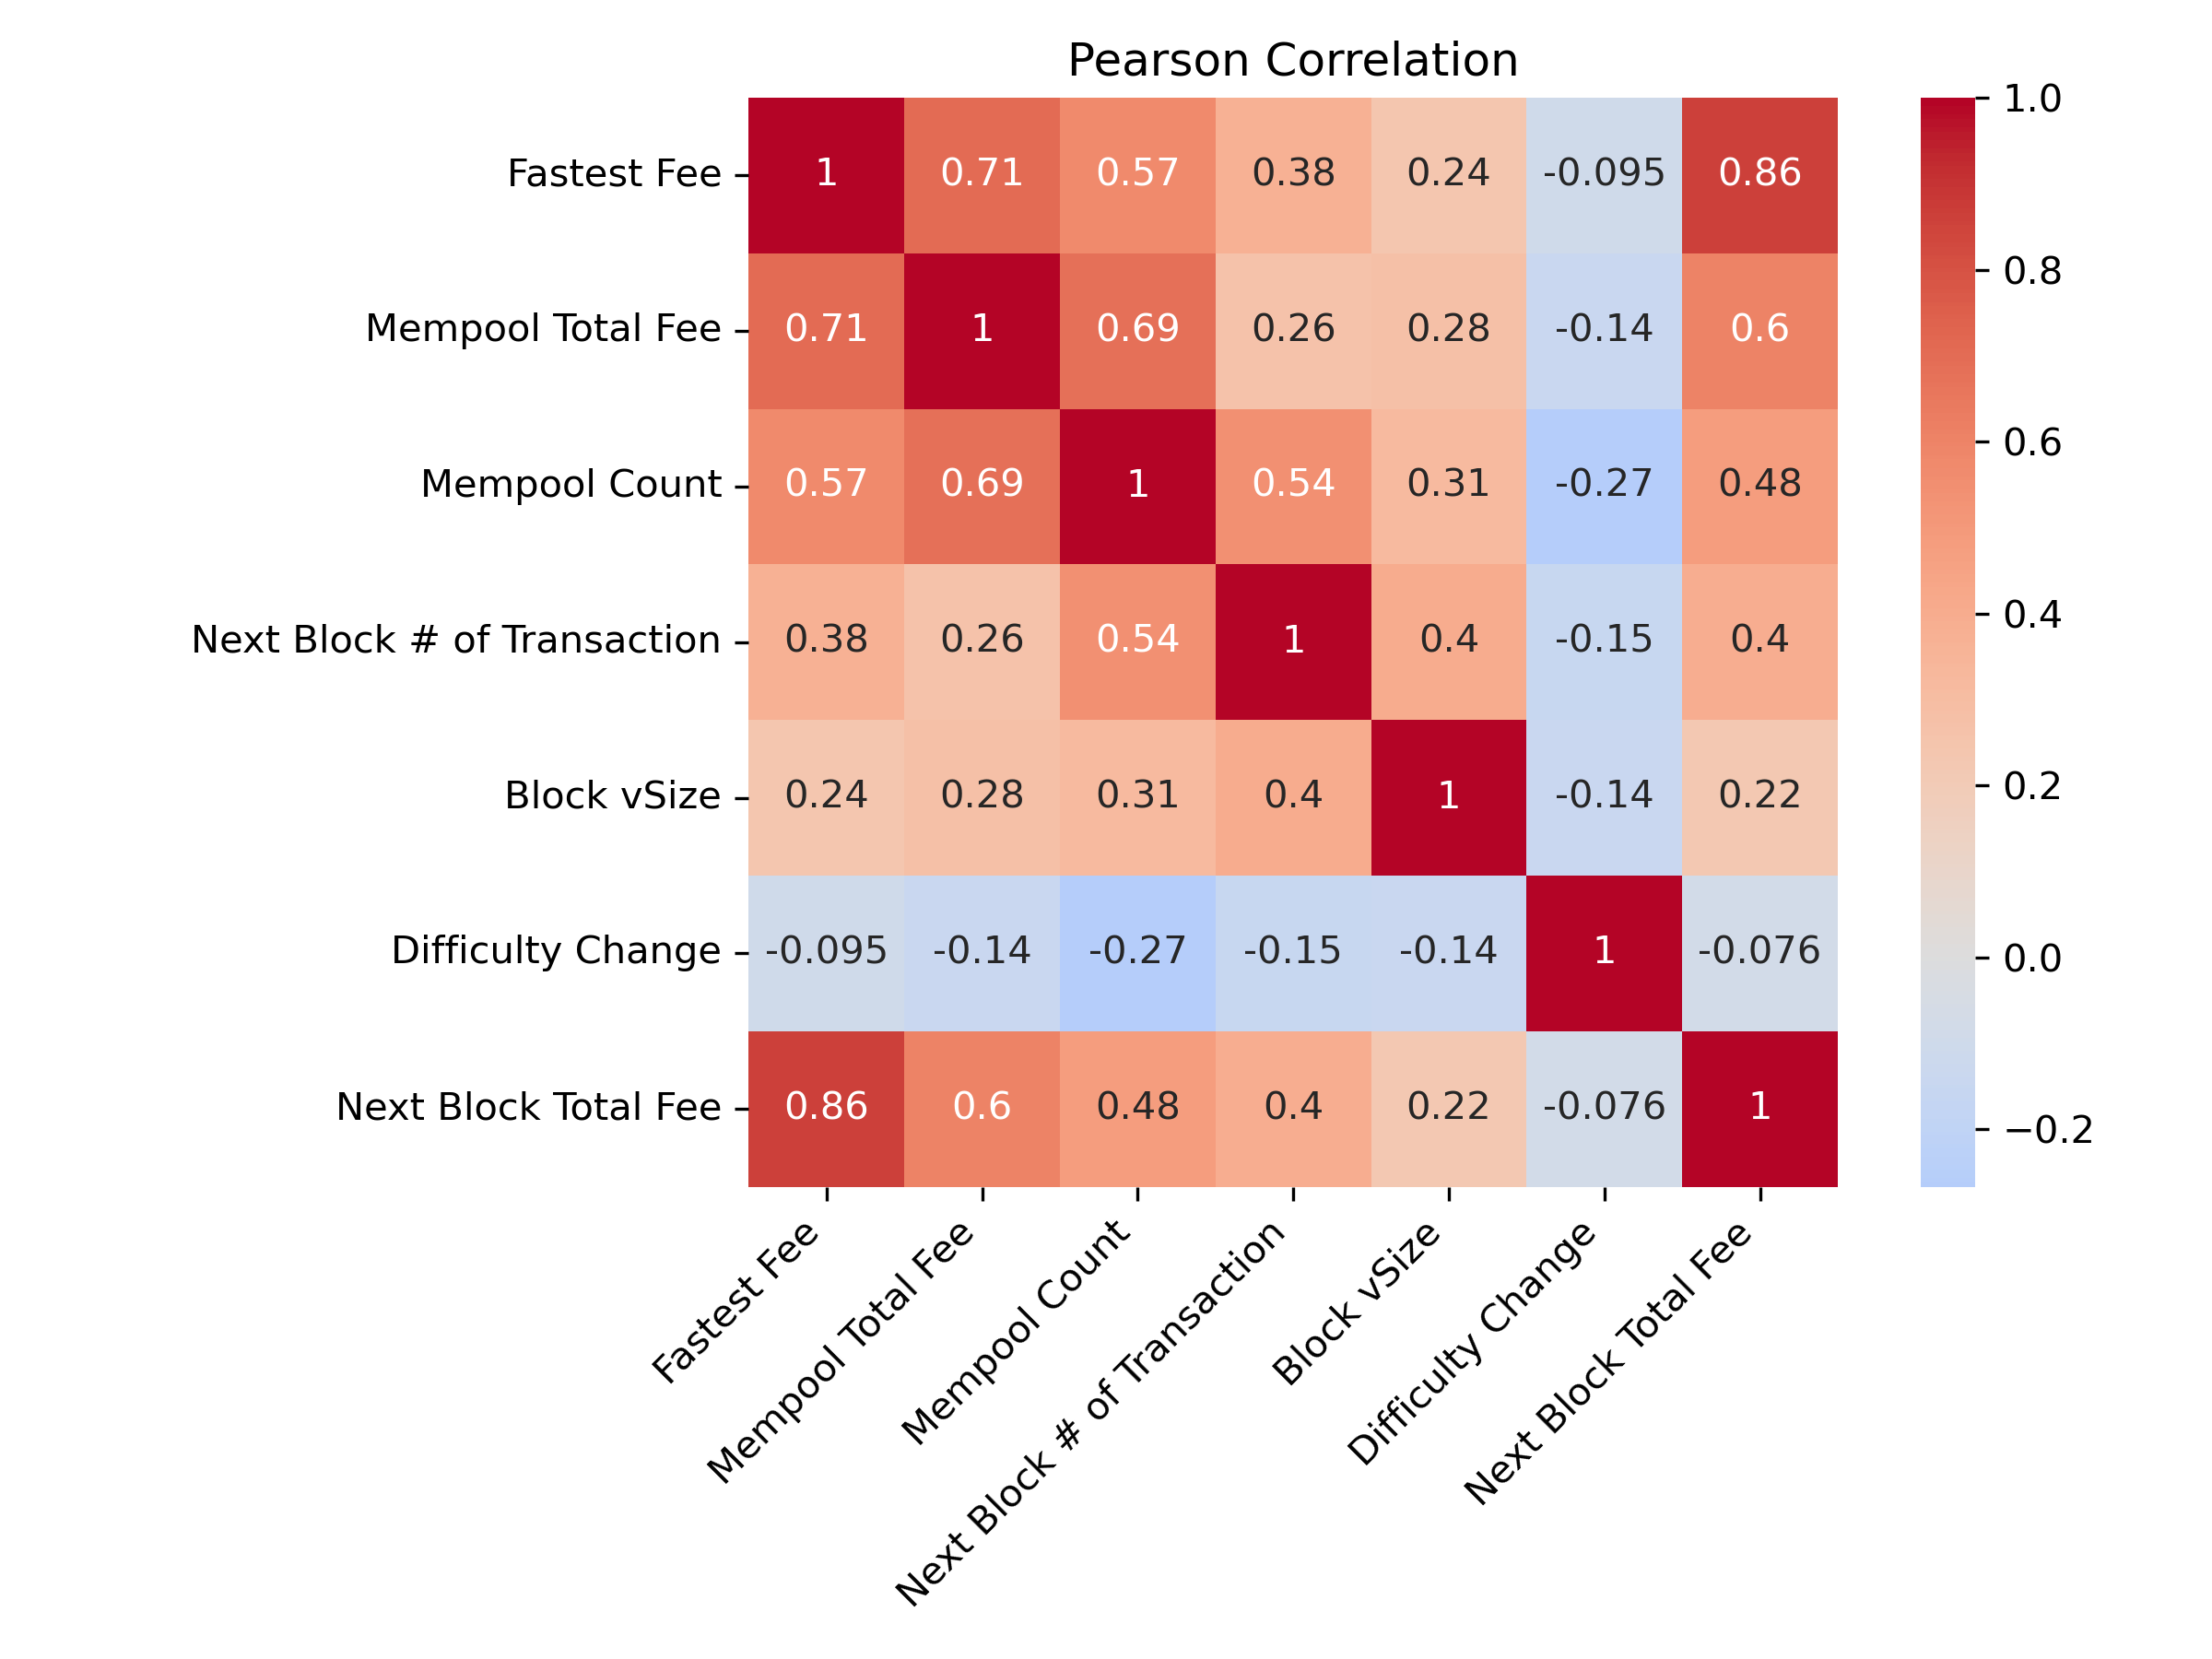 Pearson Correlation
Fastest Fee 1 0.71 0.57 0.38 0.24 -0.095 0.86
Mempool Total Fee 0.71 1 0.69 0.26 0.28 -0.14 0.6
Mempool Count 0.57 0.69 1 0.54 0.31 -0.27 0.48
Next Block # of Transaction 0.38 0.26 0.54 1 0.4 -0.15 0.4
Block vSize 0.24 0.28 0.31 0.4 1 -0.14 0.22
Difficulty Change -0.095 -0.14 -0.27 -0.15 -0.14 1 -0.076
Next Block Total Fee 0.86 0.6 0.48 0.4 0.22 -0.076 1
Fastest Fee
Mempool Total Fee
Mempool Count
Next Block # of Transaction
Block vSize
Difficulty Change
Next Block Total Fee
1.0
0.8
0.6
0.4
0.2
0.0
−0.2